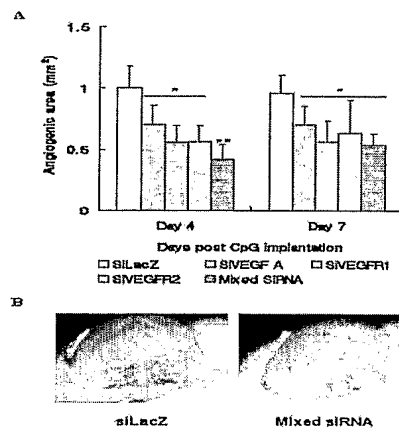 A
1.5
1
0.5
0
Angiogenic area (mm²)
*
**
*
Day 4
Day 7
Days post CpG implantation
SiLacZ SiVEGF A SiVEGFR1
SiVEGFR2 Mixed SiRNA
B
siLacZ
Mixed siRNA